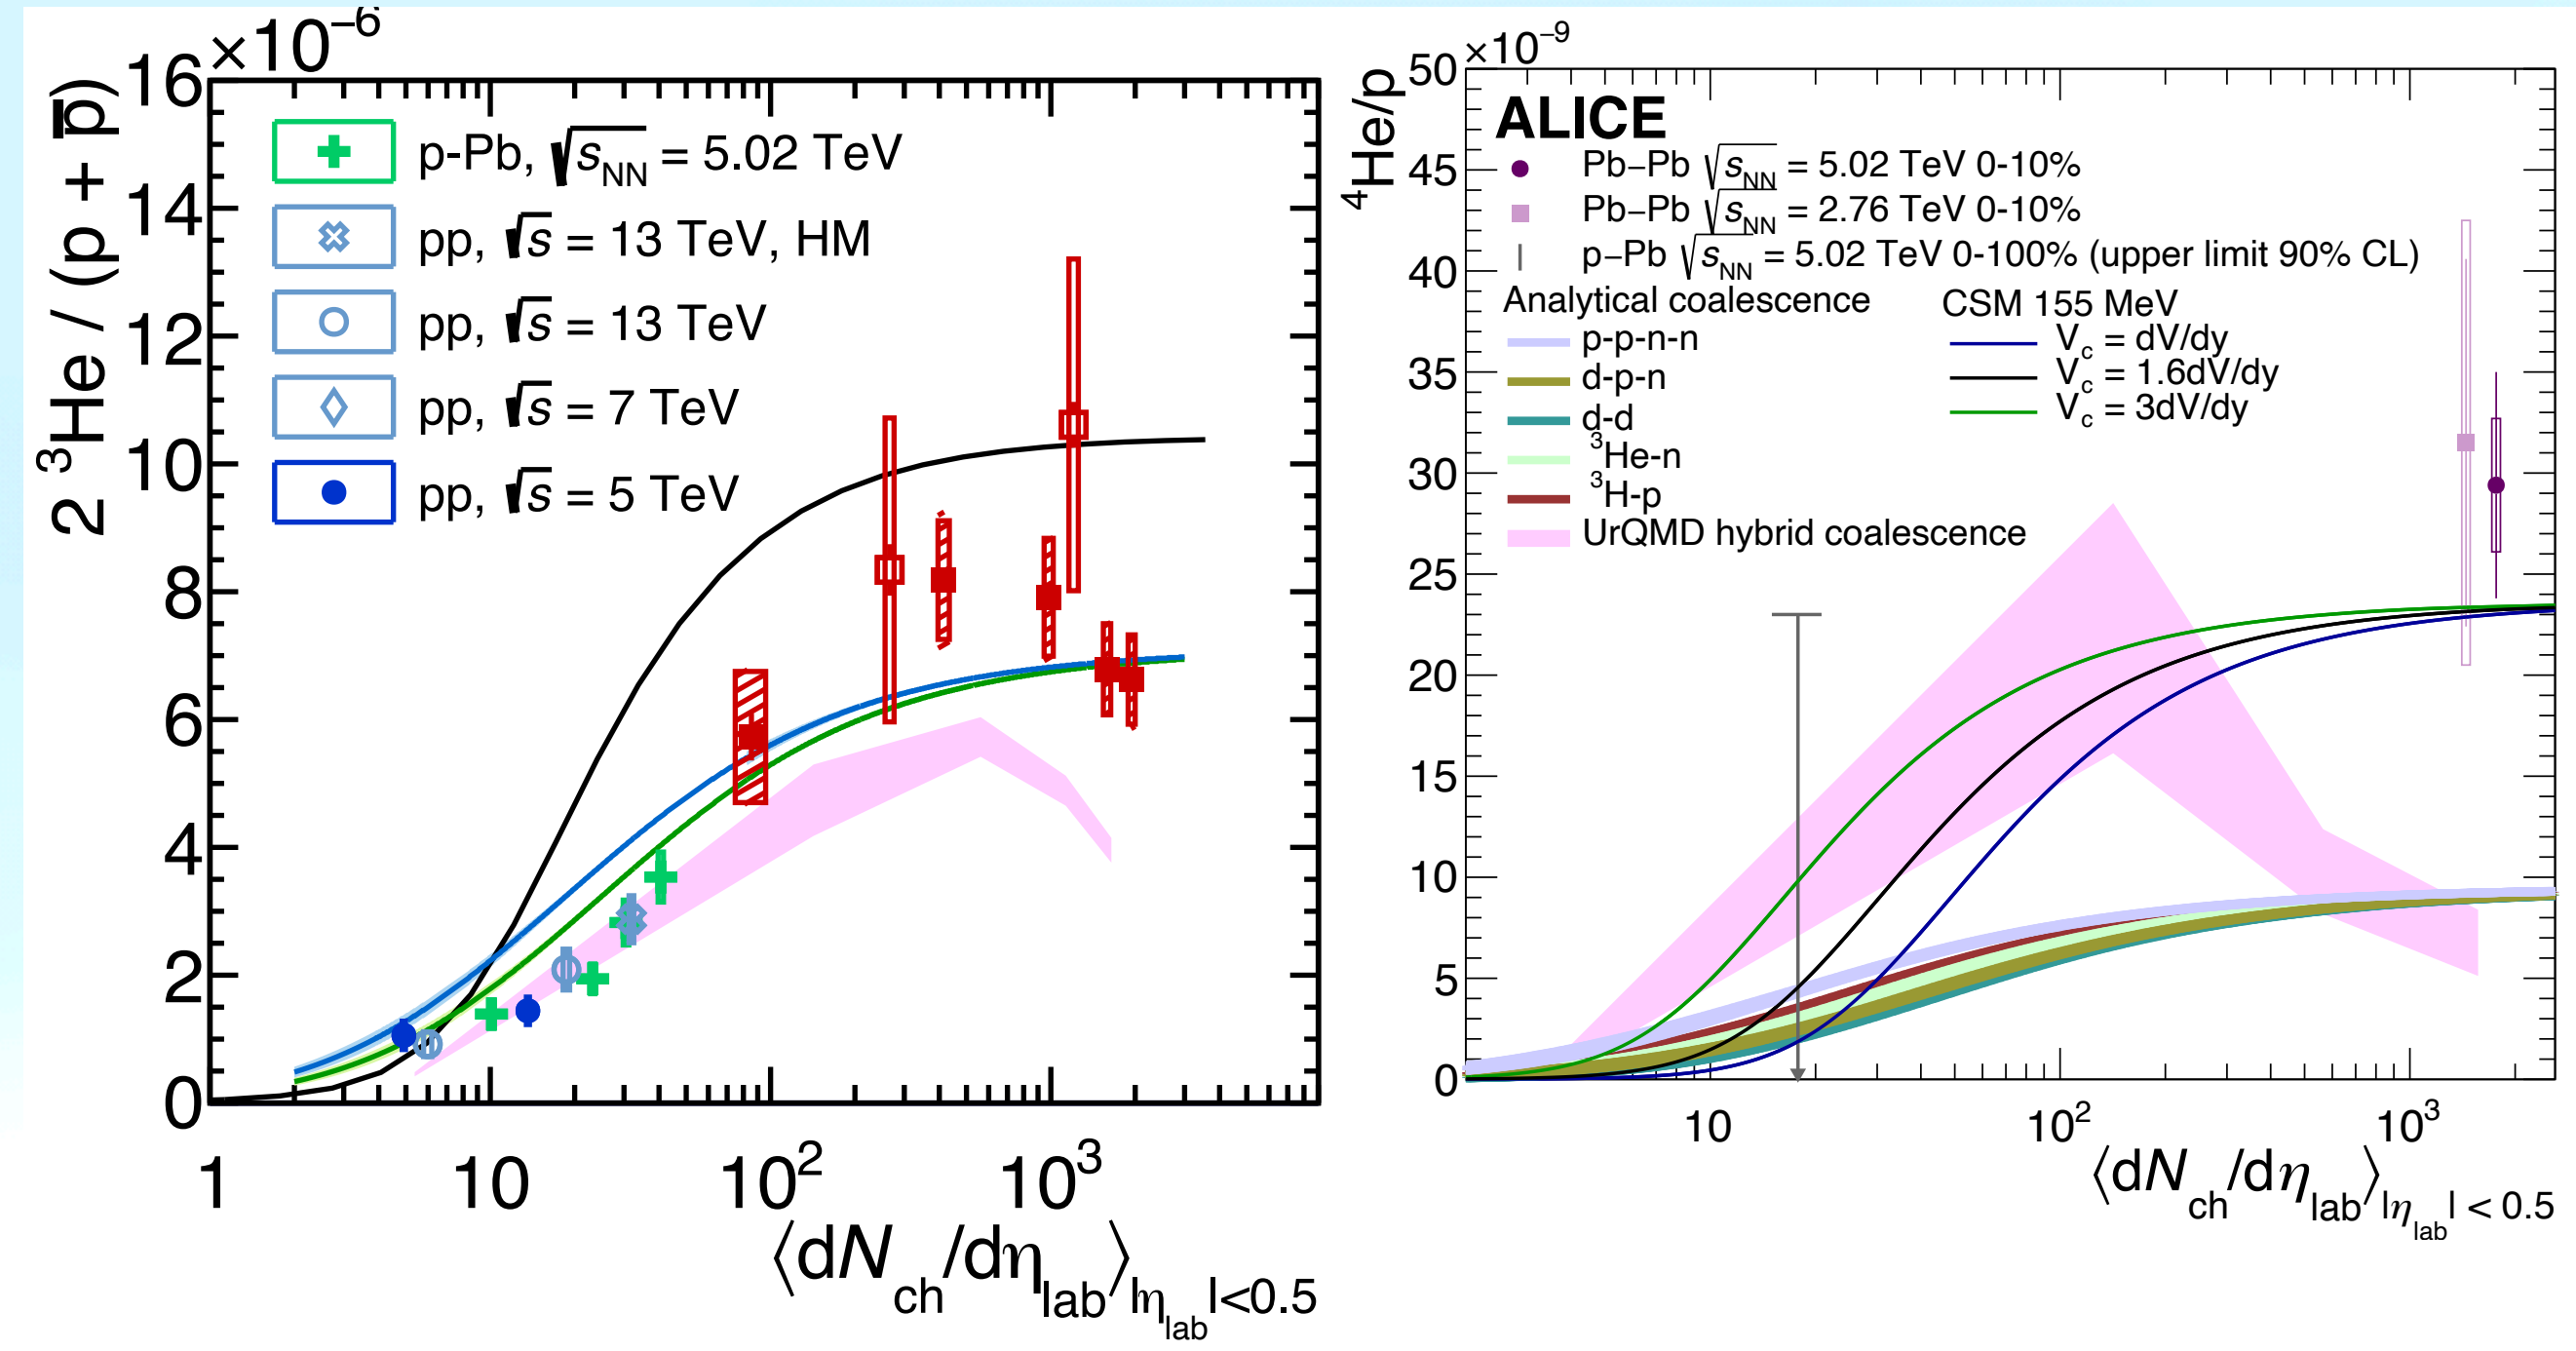 ×10⁻⁶
2 ³He / (p + p̅)
16
14
12
10
8
6
4
2
0
p-Pb, √sNN = 5.02 TeV
pp, √s = 13 TeV, HM
pp, √s = 13 TeV
pp, √s = 7 TeV
pp, √s = 5 TeV
1
10
10²
10³
⟨dNch/dηlab⟩|ηlab|<0.5
×10⁻⁹
⁴He/p
50
45
40
35
30
25
20
15
10
5
0
ALICE
Pb–Pb √sNN = 5.02 TeV 0-10%
Pb–Pb √sNN = 2.76 TeV 0-10%
p–Pb √sNN = 5.02 TeV 0-100% (upper limit 90% CL)
Analytical coalescence
p-p-n-n
d-p-n
d-d
³He-n
³H-p
UrQMD hybrid coalescence
CSM 155 MeV
Vc = dV/dy
Vc = 1.6dV/dy
Vc = 3dV/dy
10
10²
10³
⟨dNch/dηlab⟩|ηlab| < 0.5